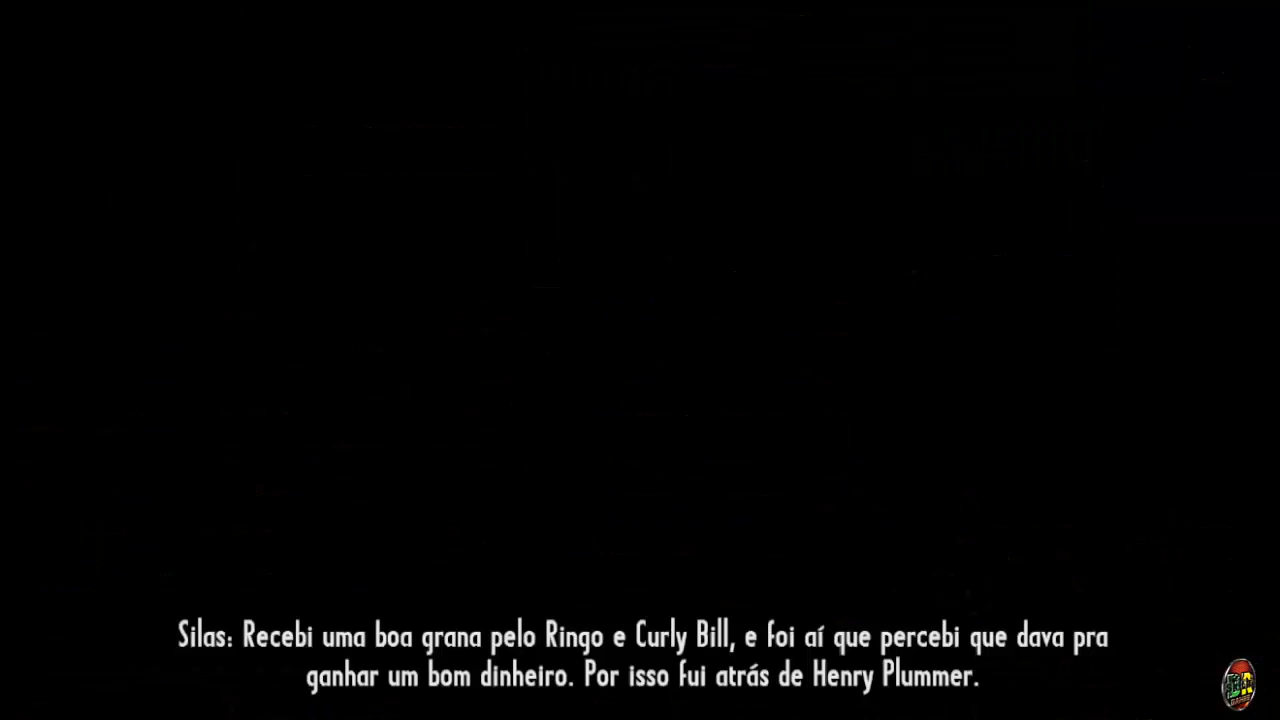 Silas: Recebi uma boa grana pelo Ringo e Curly Bill, e foi aí que percebi que dava pra
ganhar um bom dinheiro. Por isso fui atrás de Henry Plummer.